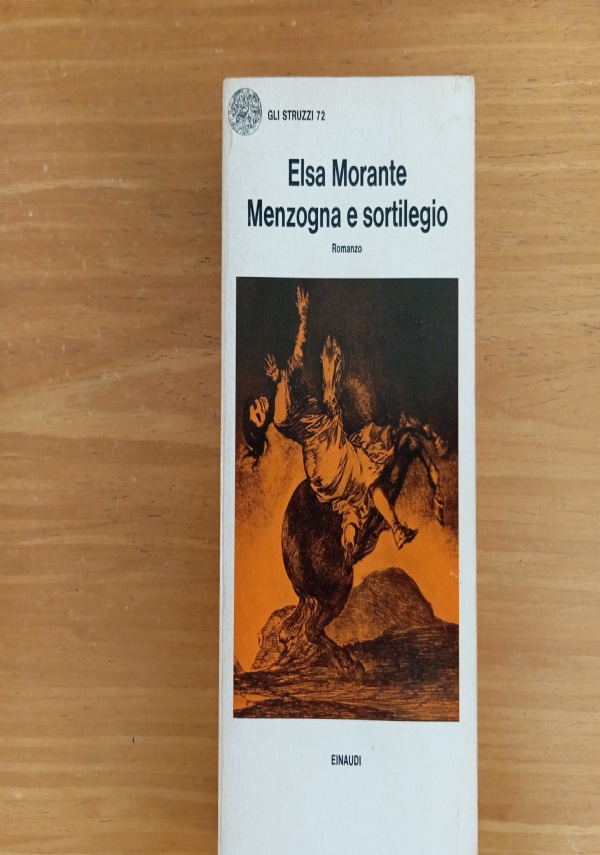 GLI STRUZZI 72
Elsa Morante
Menzogna e sortilegio
Romanzo
EINAUDI